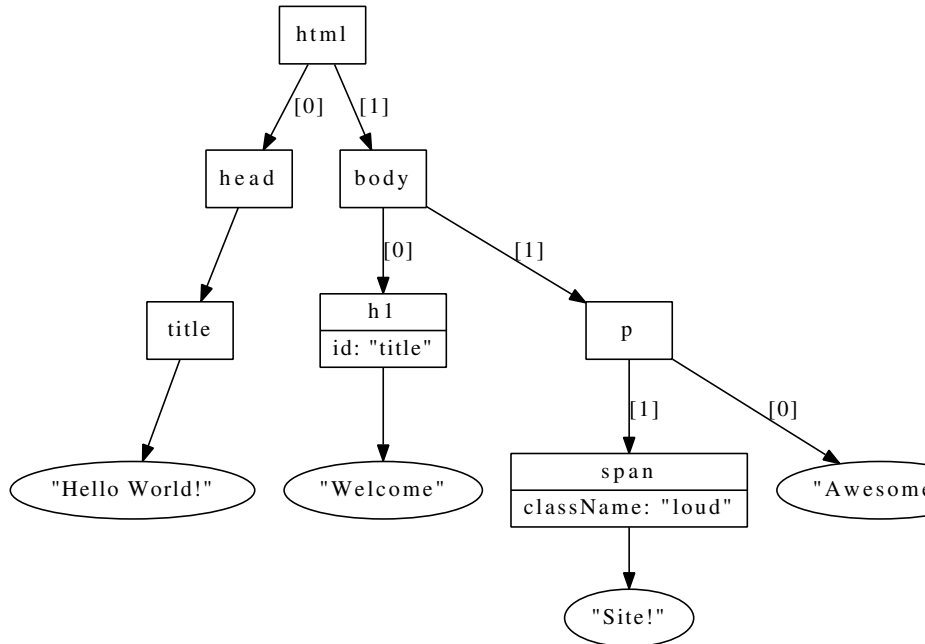 html
[0] [1]
head body
[0] [1]
title
h1
id: "title"
p
[1] [0]
"Hello World!" "Welcome"
span
className: "loud"
"Awesome
"Site!"